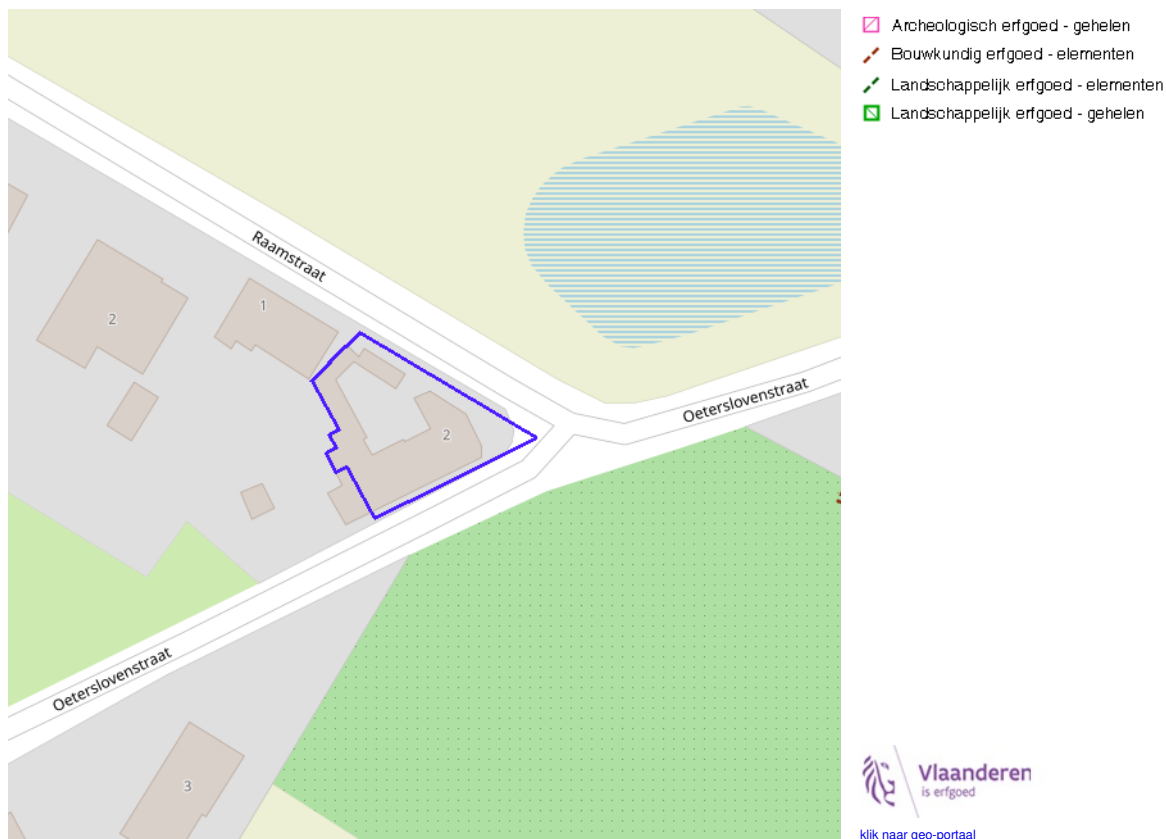 Archeologisch erfgoed - gehelen
Bouwkundig erfgoed - elementen
Landschappelijk erfgoed - elementen
Landschappelijk erfgoed - gehelen
Raamstraat
1
2
Oeterslovenstraat
2
Oeterslovenstraat
3
Vlaanderen
is erfgoed
klik naar geo-portaal